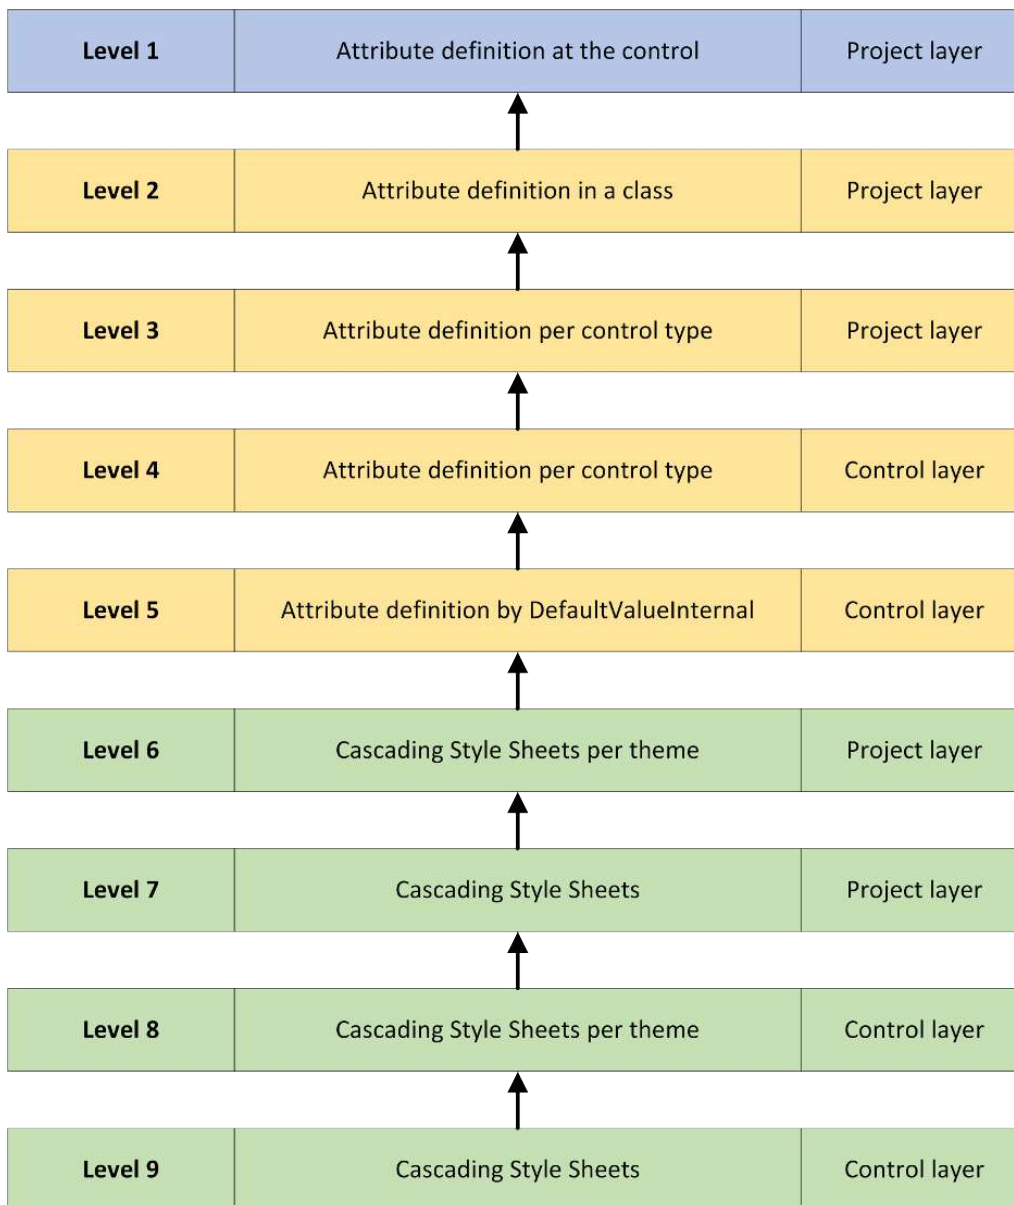 Level 1 Attribute definition at the control Project layer
Level 2 Attribute definition in a class Project layer
Level 3 Attribute definition per control type Project layer
Level 4 Attribute definition per control type Control layer
Level 5 Attribute definition by DefaultValueInternal Control layer
Level 6 Cascading Style Sheets per theme Project layer
Level 7 Cascading Style Sheets Project layer
Level 8 Cascading Style Sheets per theme Control layer
Level 9 Cascading Style Sheets Control layer